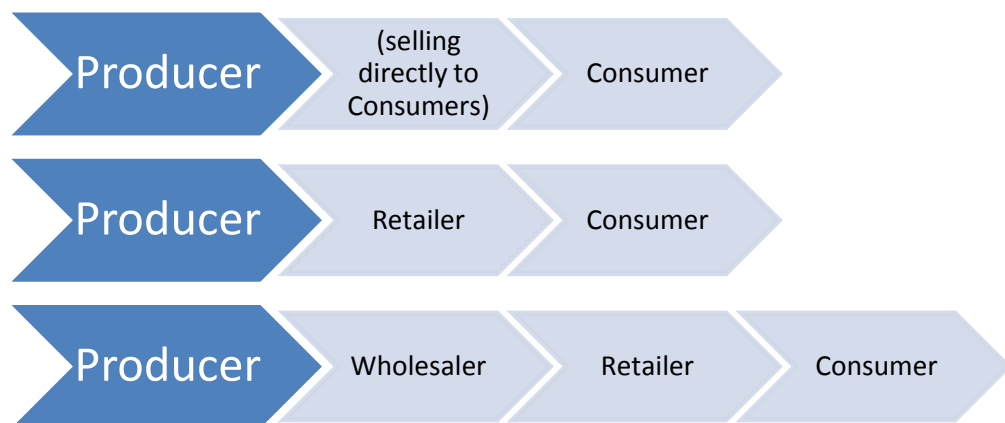 Producer
(selling
directly to
Consumers)
Consumer
Producer
Retailer
Consumer
Producer
Wholesaler
Retailer
Consumer